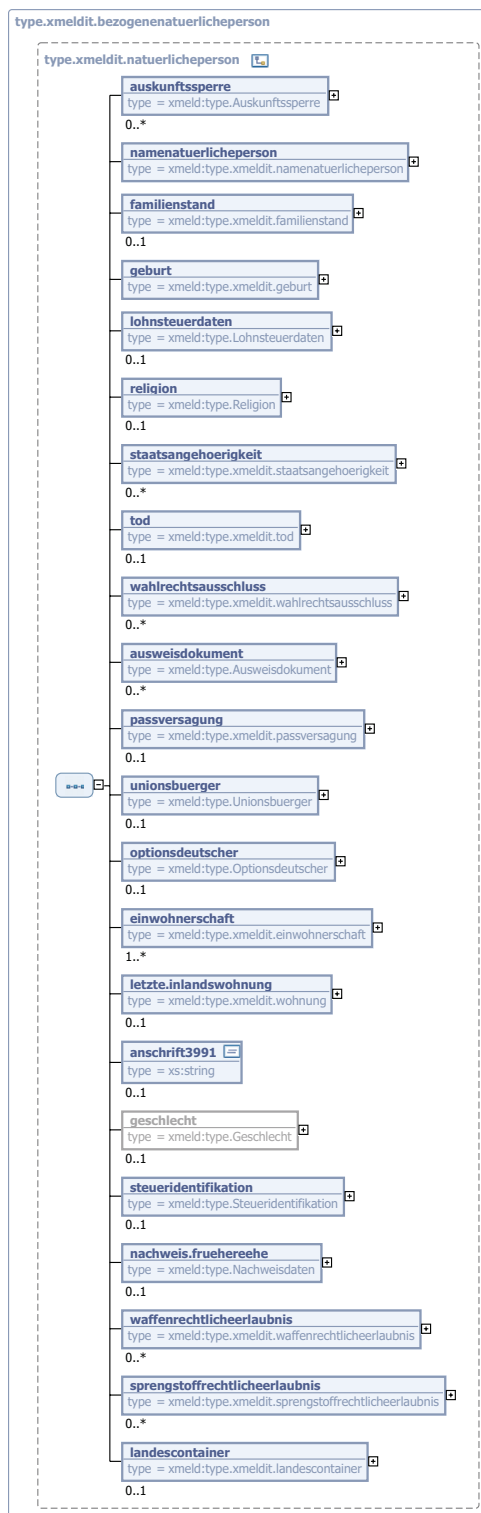 type.xmeldit.bezogenenatuerlicheperson
type.xmeldit.natuerlicheperson
auskunftssperre
type = xmeld:type.Auskunftssperre
0..*
namenatuerlicheperson
type = xmeld:type.xmeldit.namenatuerlicheperson
familienstand
type = xmeld:type.xmeldit.familienstand
0..1
geburt
type = xmeld:type.xmeldit.geburt
lohnsteuerdaten
type = xmeld:type.Lohnsteuerdaten
0..1
religion
type = xmeld:type.Religion
0..1
staatsangehoerigkeit
type = xmeld:type.xmeldit.staatsangehoerigkeit
0..*
tod
type = xmeld:type.xmeldit.tod
0..1
wahlrechtsausschluss
type = xmeld:type.xmeldit.wahlrechtsausschluss
0..*
ausweisdokument
type = xmeld:type.Ausweisdokument
0..*
passversagung
type = xmeld:type.xmeldit.passversagung
0..1
unionsbuerger
type = xmeld:type.Unionsbuerger
0..1
optionsdeutscher
type = xmeld:type.Optionsdeutscher
0..1
einwohnerschaft
type = xmeld:type.xmeldit.einwohnerschaft
1..*
letzte.inlandswohnung
type = xmeld:type.xmeldit.wohnung
0..1
anschrift3991
type = xs:string
0..1
geschlecht
type = xmeld:type.Geschlecht
0..1
steueridentifikation
type = xmeld:type.Steueridentifikation
0..1
nachweis.fruehereehe
type = xmeld:type.Nachweisdaten
0..1
waffenrechtlicheerlaubnis
type = xmeld:type.xmeldit.waffenrechtlicheerlaubnis
0..*
sprengstoffrechtlicheerlaubnis
type = xmeld:type.xmeldit.sprengstoffrechtlicheerlaubnis
0..*
landescontainer
type = xmeld:type.xmeldit.landescontainer
0..1